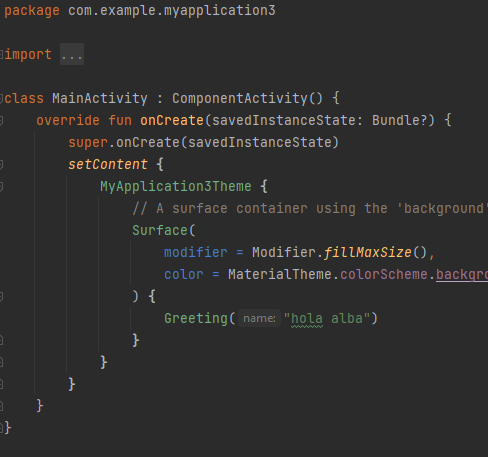 package com.example.myapplication3
import ...
class MainActivity : ComponentActivity() {
override fun onCreate(savedInstanceState: Bundle?) {
super.onCreate(savedInstanceState)
setContent {
MyApplication3Theme {
// A surface container using the 'background'
Surface(
modifier = Modifier.fillMaxSize(),
color = MaterialTheme.colorScheme.backgro
) {
Greeting( name: "hola alba")
}
}
}
}
}